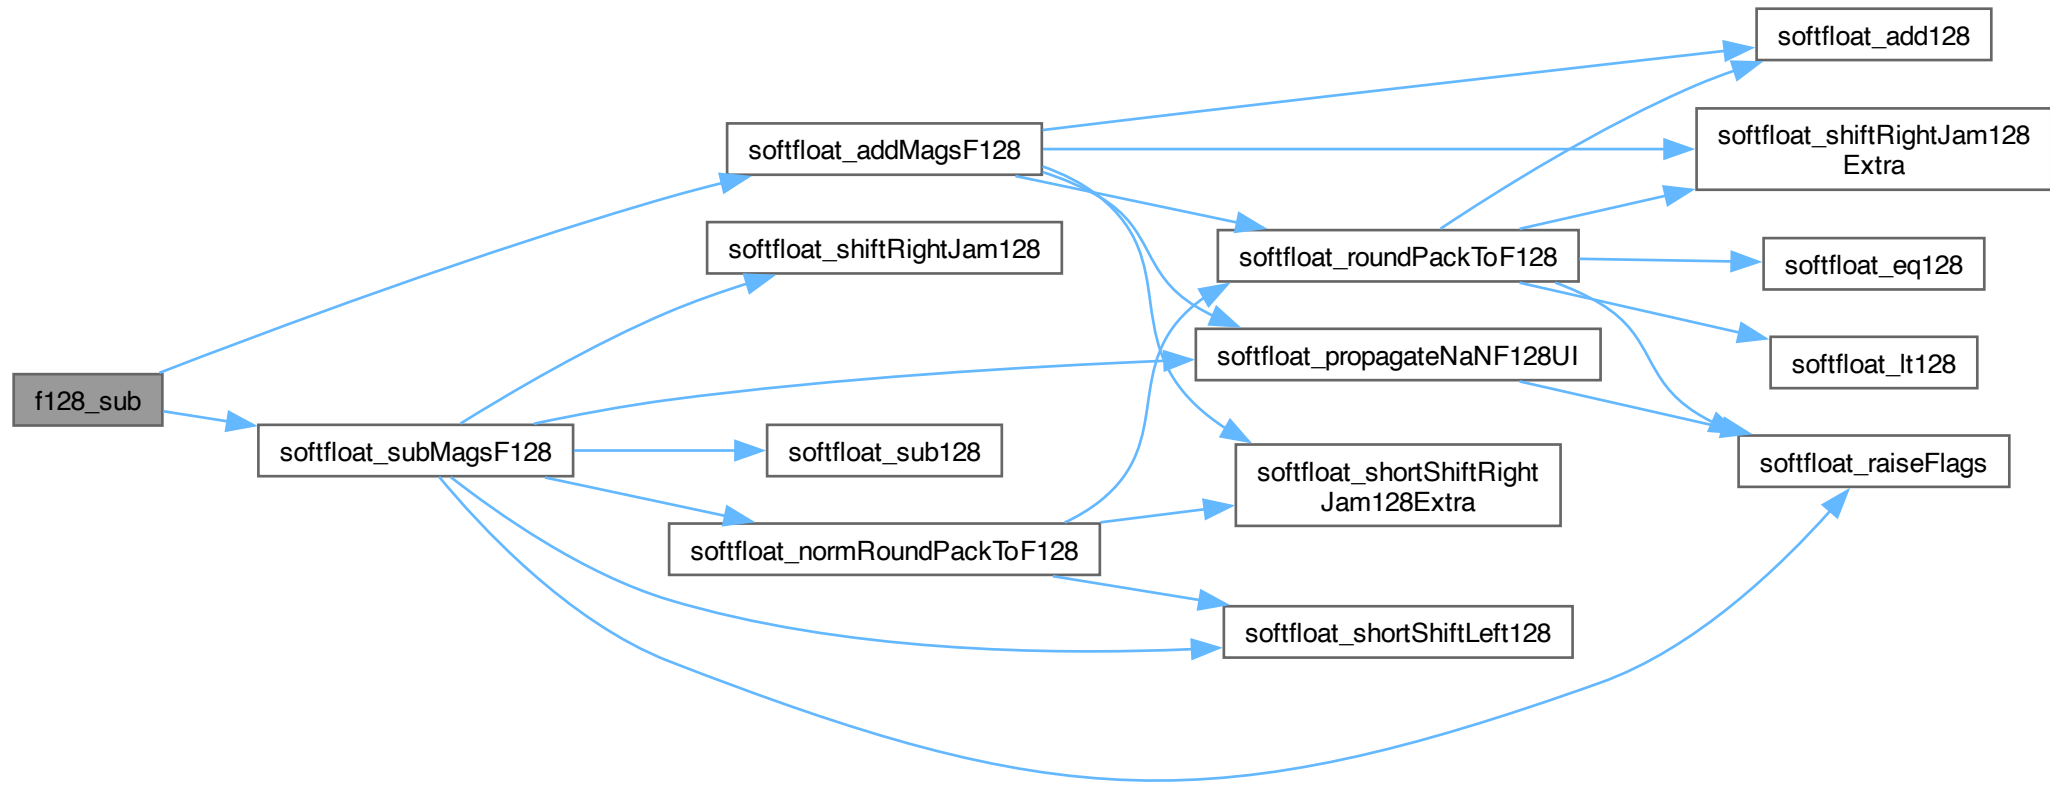 softfloat_add128
softfloat_addMagsF128
softfloat_shiftRightJam128
Extra
softfloat_shiftRightJam128
softfloat_roundPackToF128
softfloat_eq128
softfloat_propagateNaNF128UI
softfloat_lt128
f128_sub
softfloat_subMagsF128
softfloat_sub128
softfloat_shortShiftRight
Jam128Extra
softfloat_raiseFlags
softfloat_normRoundPackToF128
softfloat_shortShiftLeft128